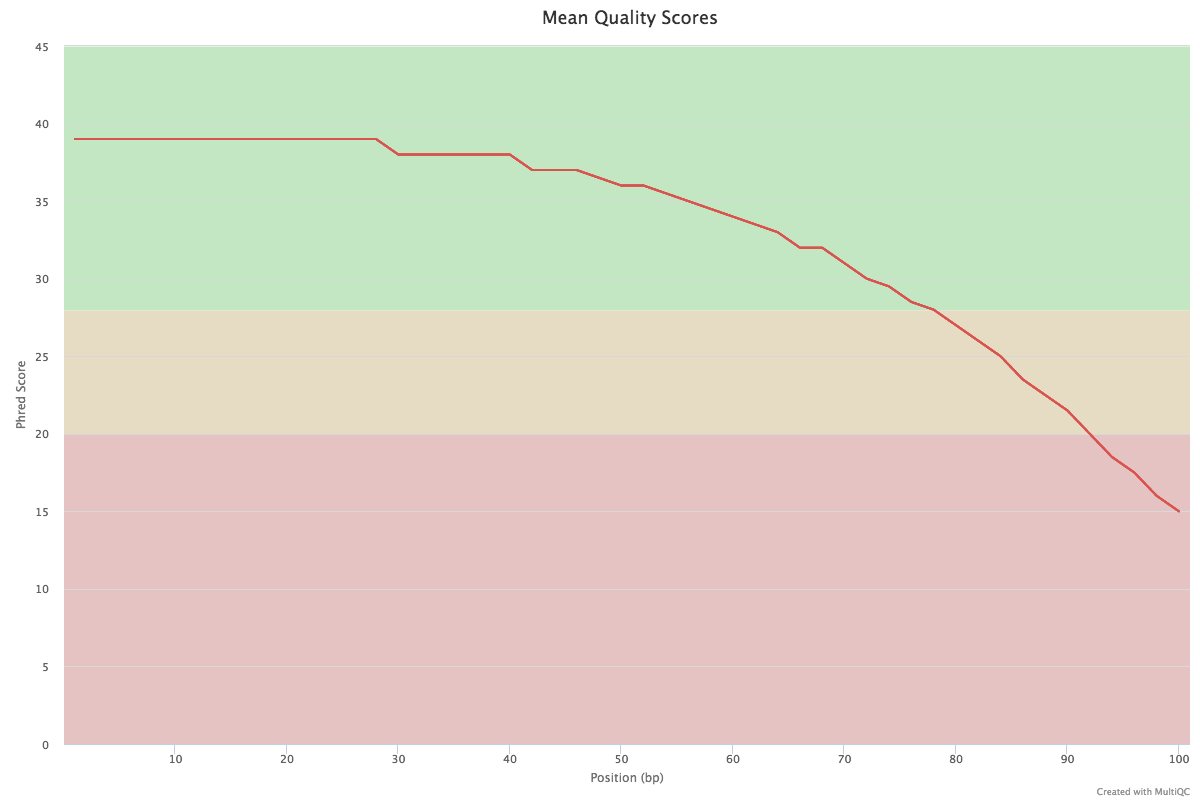 Mean Quality Scores
45
40
35
30
25
20
15
10
5
0
Phred Score
10 20 30 40 50 60 70 80 90 100
Position (bp)
Created with MultiQC